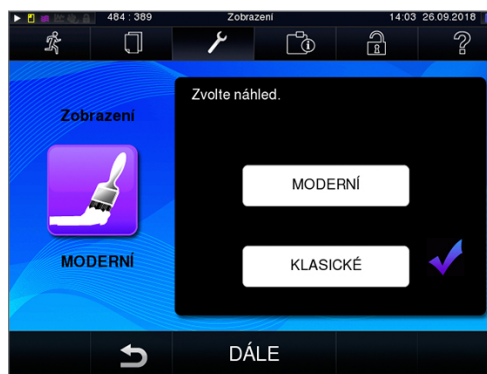 484 : 389 Zobrazení 14:03 26.09.2018
Zvolte náhled.
Zobrazení
MODERNÍ
MODERNÍ
KLASICKÉ
DÁLE